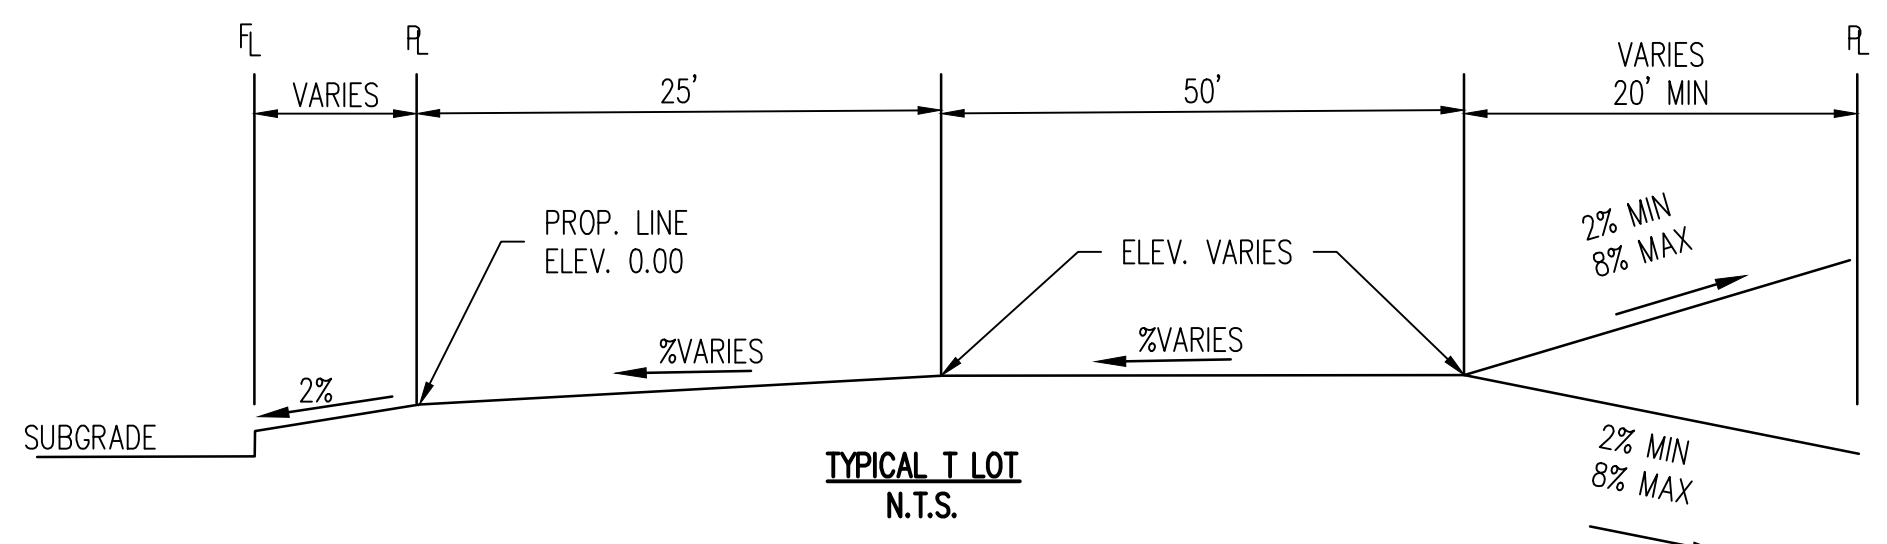 FL
PL
PL
VARIES
25'
50'
VARIES
20' MIN
PROP. LINE
ELEV. 0.00
ELEV. VARIES
2% MIN
8% MAX
%VARIES
%VARIES
2%
SUBGRADE
2% MIN
8% MAX
TYPICAL T LOT
N.T.S.